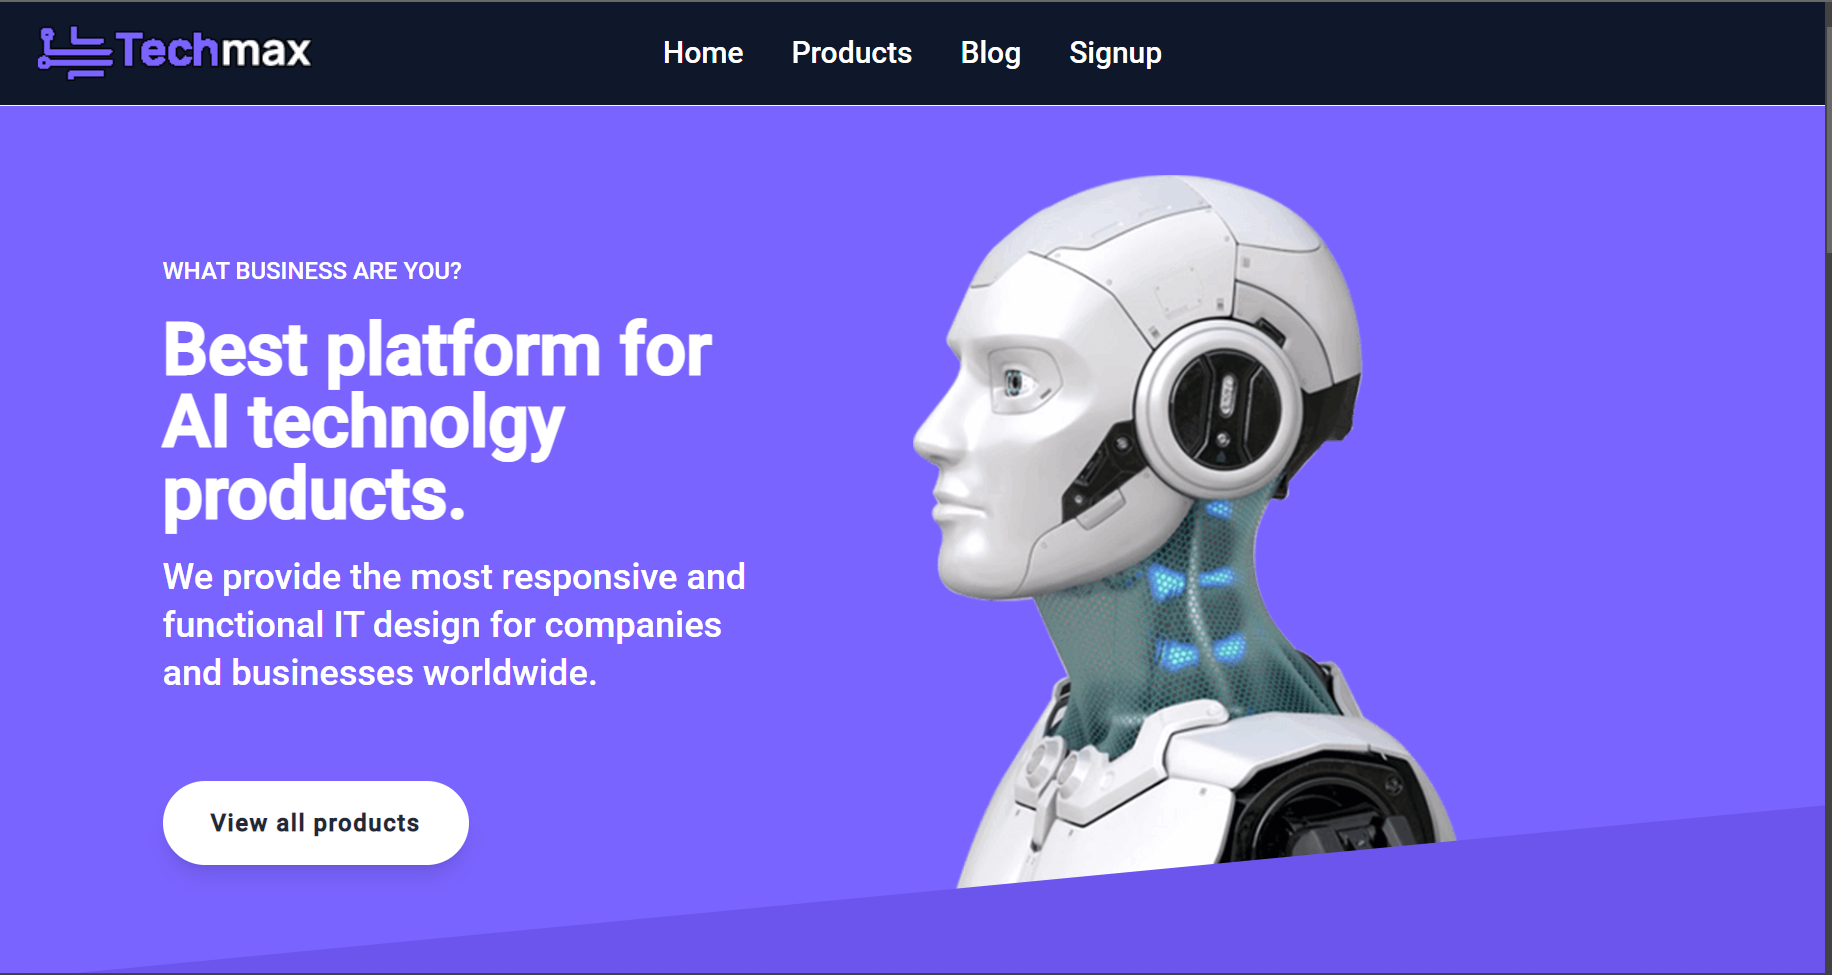 Techmax
Home Products Blog Signup
WHAT BUSINESS ARE YOU?
Best platform for
AI technolgy
products.
We provide the most responsive and
functional IT design for companies
and businesses worldwide.
View all products